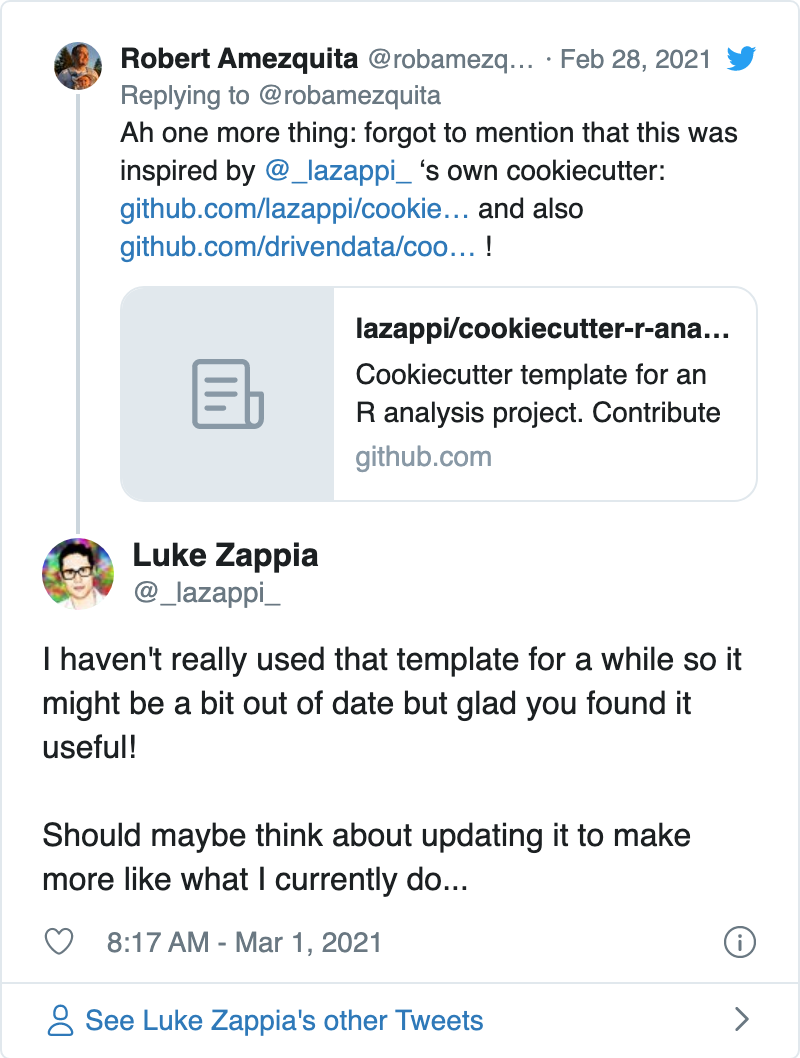 Robert Amezquita @robamezq... · Feb 28, 2021
Replying to @robamezquita
Ah one more thing: forgot to mention that this was
inspired by @_lazappi_ ‘s own cookiecutter:
github.com/lazappi/cookie… and also
github.com/drivendata/coo… !
lazappi/cookiecutter-r-ana...
Cookiecutter template for an
R analysis project. Contribute
github.com
Luke Zappia
@_lazappi_
I haven't really used that template for a while so it
might be a bit out of date but glad you found it
useful!
Should maybe think about updating it to make
more like what I currently do...
8:17 AM - Mar 1, 2021
See Luke Zappia's other Tweets